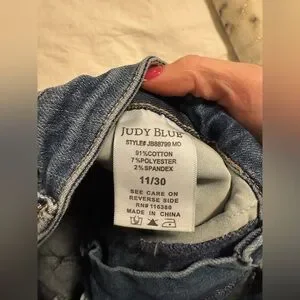 JUDY BLUE
STYLE# JB88799 MD
91%COTTON
7%POLYESTER
2%SPANDEX
11/30
SEE CARE ON
REVERSE SIDE
RN# 116380
MADE IN CHINA